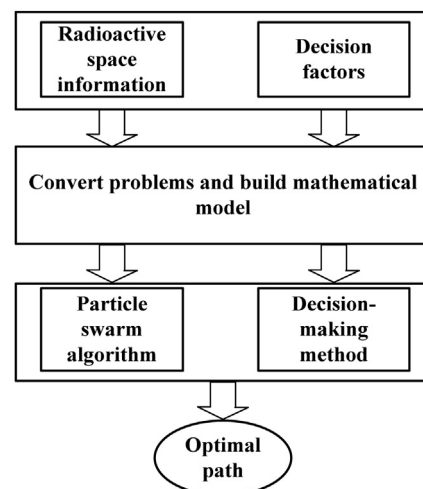 Radioactive
space
information
Decision
factors
Convert problems and build mathematical
model
Particle
swarm
algorithm
Decision-
making
method
Optimal
path